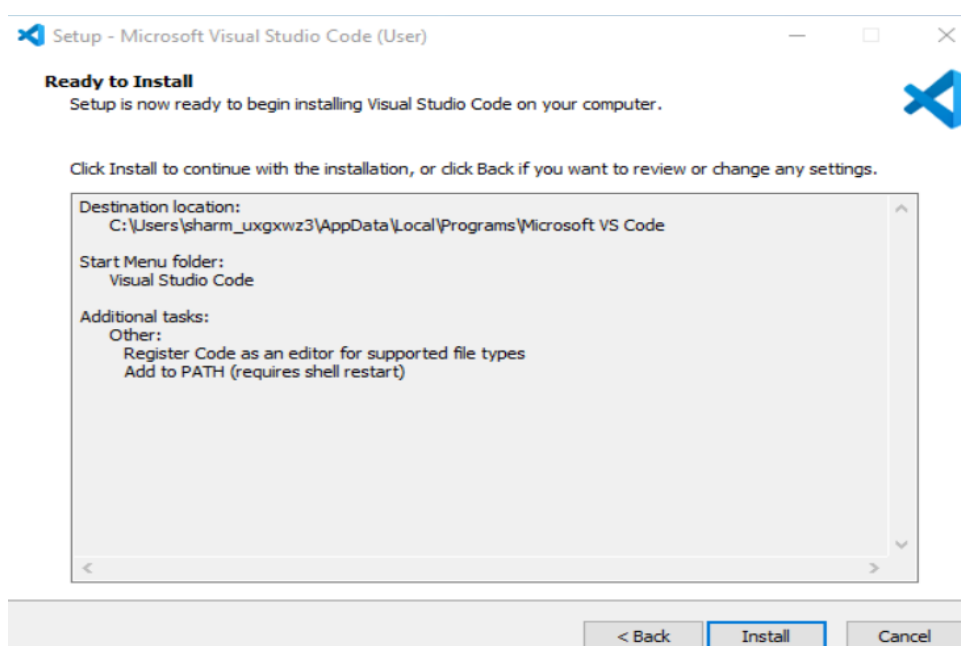 Setup - Microsoft Visual Studio Code (User)
Ready to Install
Setup is now ready to begin installing Visual Studio Code on your computer.
Click Install to continue with the installation, or click Back if you want to review or change any settings.
Destination location:
C:\Users\sharm_uxgxwz3\AppData\Local\Programs\Microsoft VS Code
Start Menu folder:
Visual Studio Code
Additional tasks:
Other:
Register Code as an editor for supported file types
Add to PATH (requires shell restart)
< Back Install Cancel